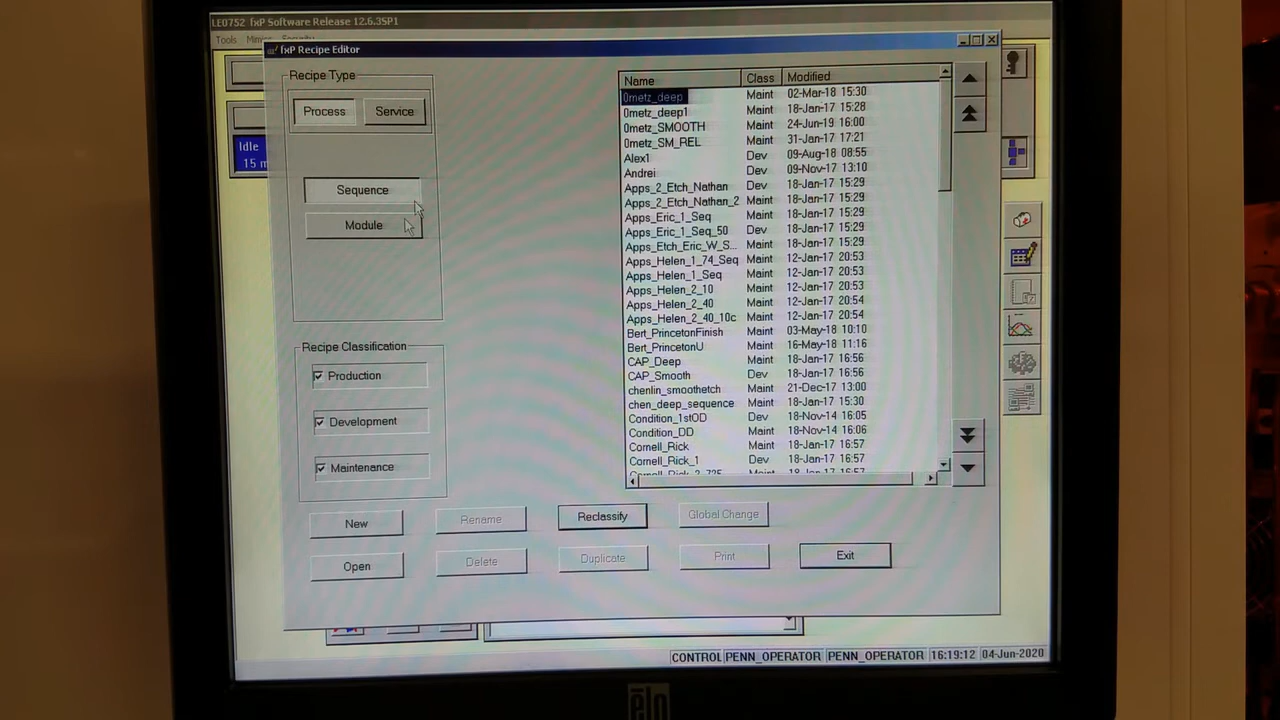 LE0752 fxP Software Release 12.6.3SP1
Tools
fxP Recipe Editor
Recipe Type
Process Service
Idle
15
Sequence
Module
Recipe Classification
Production
Development
Maintenance
Name Class Modified
0metz_deep Maint 02-Mar-18 15:30
0metz_deep1 Maint 18-Jan-17 15:28
0metz_SMOOTH Maint 24-Jun-19 16:00
0metz_SM_REL Maint 31-Jan-17 17:21
Alex1 Dev 09-Aug-18 08:55
Andrei Dev 09-Nov-17 13:10
Apps_2_Etch_Nathan Dev 18-Jan-17 15:29
Apps_2_Etch_Nathan_2 Maint 18-Jan-17 15:29
Apps_Eric_1_Seq Maint 18-Jan-17 15:29
Apps_Eric_1_Seq_50 Dev 18-Jan-17 15:29
Apps_Etch_Eric_W_S... Maint 18-Jan-17 15:29
Apps_Helen_1_74_Seq Maint 12-Jan-17 20:53
Apps_Helen_1_Seq Maint 12-Jan-17 20:53
Apps_Helen_2_10 Maint 12-Jan-17 20:53
Apps_Helen_2_40 Maint 12-Jan-17 20:54
Apps_Helen_2_40_10c Maint 12-Jan-17 20:54
Bert_PrincetonFinish Maint 03-May-18 10:10
Bert_PrincetonU Maint 16-May-18 11:16
CAP_Deep Maint 18-Jan-17 16:56
CAP_Smooth Dev 18-Jan-17 16:56
chenlin_smoothetch Maint 21-Dec-17 13:00
chen_deep_sequence Maint 18-Jan-17 15:30
Condition_1stOD Dev 18-Nov-14 16:05
Condition_DD Maint 18-Nov-14 16:06
Cornell_Rick Maint 18-Jan-17 16:57
Cornell_Rick_1 Dev 18-Jan-17 16:57
Cornell_Rick_2_725 Maint 18-Jan-17 16:57
New Rename Reclassify Global Change
Open Delete Duplicate Print Exit
CONTROL PENN_OPERATOR PENN_OPERATOR 16:19:12 04-Jun-2020
elo